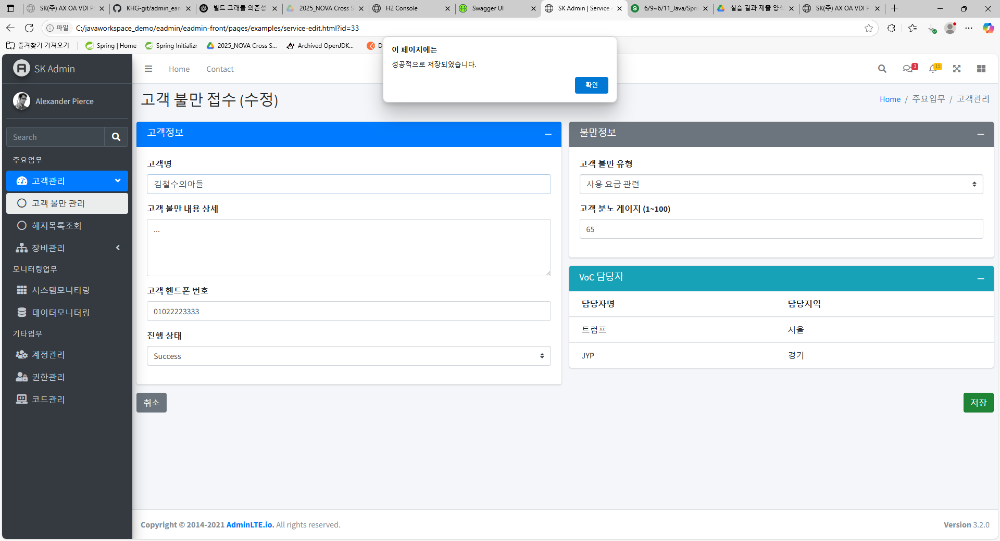 SK(주) AX OA VDI P
KHG-git/admin_eam
빌드 그래들 의존성
2025_NOVA Cross S
H2 Console
Swagger UI
SK Admin | Service
6/9~6/11_Java/Spri
실습 결과 제출 양식
SK(주) AX OA VDI P
파일
C:/javaworkspace_demo/eadmin/eadmin-front/pages/examples/service-edit.html?id=33
즐겨찾기 가져오기
Spring | Home
Spring Initializr
2025_NOVA Cross S...
Archived OpenJDK...
D
이 페이지에는
성공적으로 저장되었습니다.
확인
SK Admin
Home
Contact
3
15
Alexander Pierce
고객 불만 접수 (수정)
Home / 주요업무 / 고객관리
Search
주요업무
고객관리
고객 불만 관리
해지목록조회
장비관리
모니터링업무
시스템모니터링
데이터모니터링
기타업무
계정관리
권한관리
코드관리
고객정보
고객명
김철수의아들
고객 불만 내용 상세
...
고객 핸드폰 번호
01022223333
진행 상태
Success
불만정보
고객 불만 유형
사용 요금 관련
고객 분노 게이지 (1~100)
65
VoC 담당자
담당자명 담당지역
트럼프 서울
JYP 경기
취소
저장
Copyright © 2014-2021 AdminLTE.io. All rights reserved.
Version 3.2.0